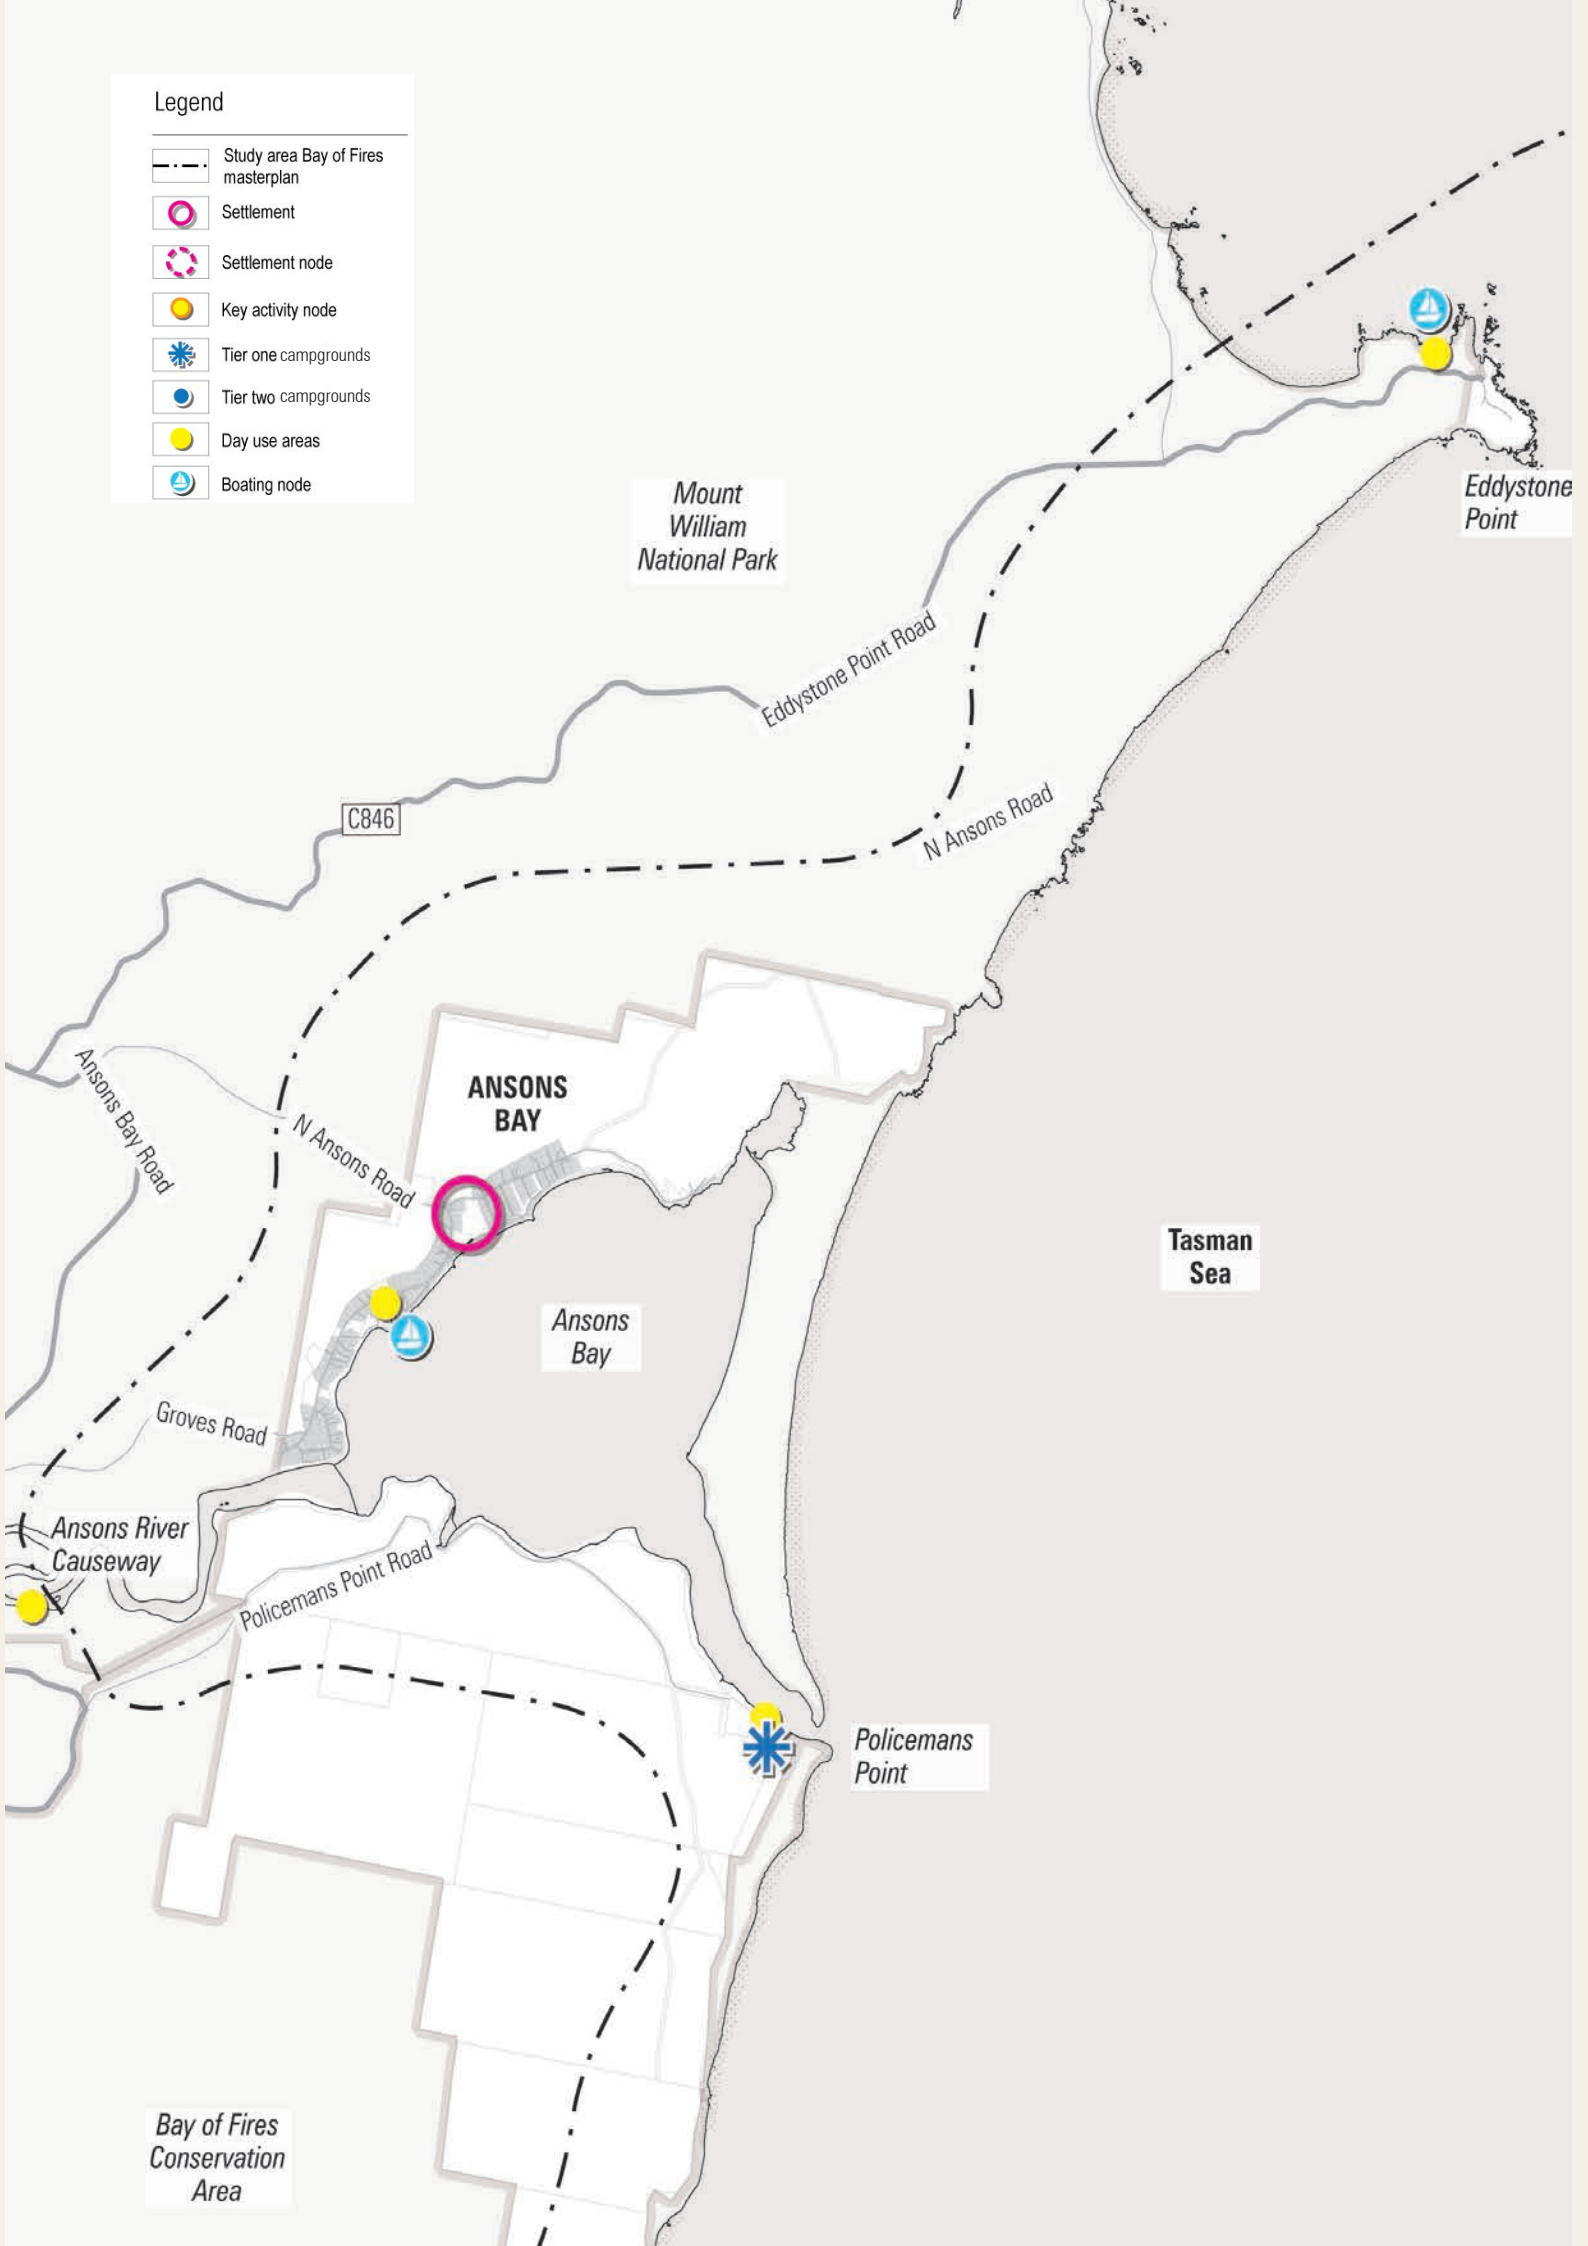 Legend
Study area Bay of Fires
masterplan
Settlement
Settlement node
Key activity node
Tier one campgrounds
Tier two campgrounds
Day use areas
Boating node
Mount
William
National Park
Eddystone
Point
Eddystone Point Road
C846
N Ansons Road
Ansons Bay Road
ANSONS
BAY
N Ansons Road
Tasman
Sea
Ansons
Bay
Groves Road
Ansons River
Causeway
Policemans Point Road
Policemans
Point
Bay of Fires
Conservation
Area